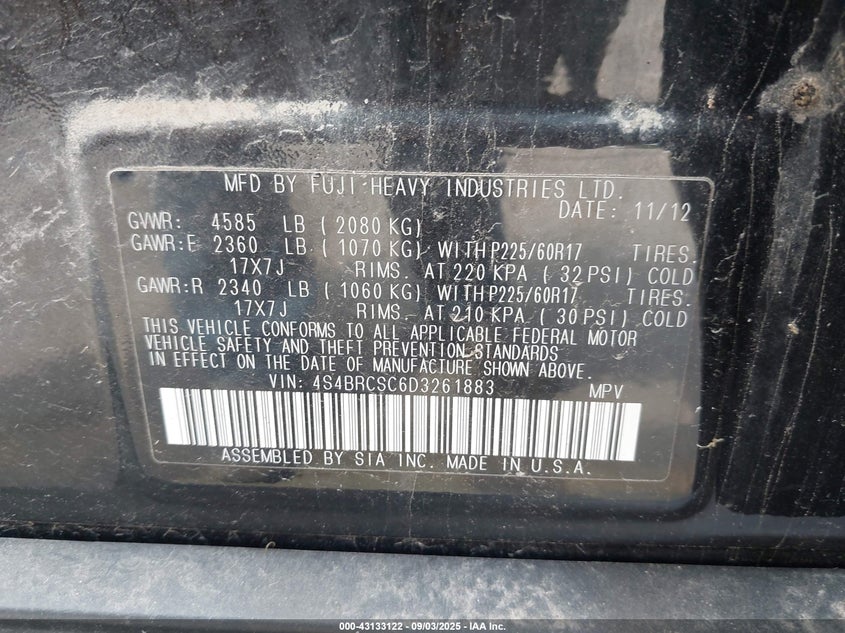 MFD BY FUJI HEAVY INDUSTRIES LTD.
DATE: 11/12
GVWR: 4585 LB ( 2080 KG)
GAWR:F 2360 LB ( 1070 KG) WITH P225/60R17 TIRES.
17X7J RIMS. AT 220 KPA ( 32 PSI) COLD
GAWR:R 2340 LB ( 1060 KG) WITH P225/60R17 TIRES.
17X7J RIMS. AT 210 KPA ( 30 PSI) COLD
THIS VEHICLE CONFORMS TO ALL APPLICABLE FEDERAL MOTOR
VEHICLE SAFETY AND THEFT PREVENTION STANDARDS
IN EFFECT ON THE DATE OF MANUFACTURE SHOWN ABOVE.
VIN: 4S4BRCSC6D3261883 MPV
ASSEMBLED BY SIA INC. MADE IN U.S.A.
000-43133122 - 09/03/2025 - IAA Inc.